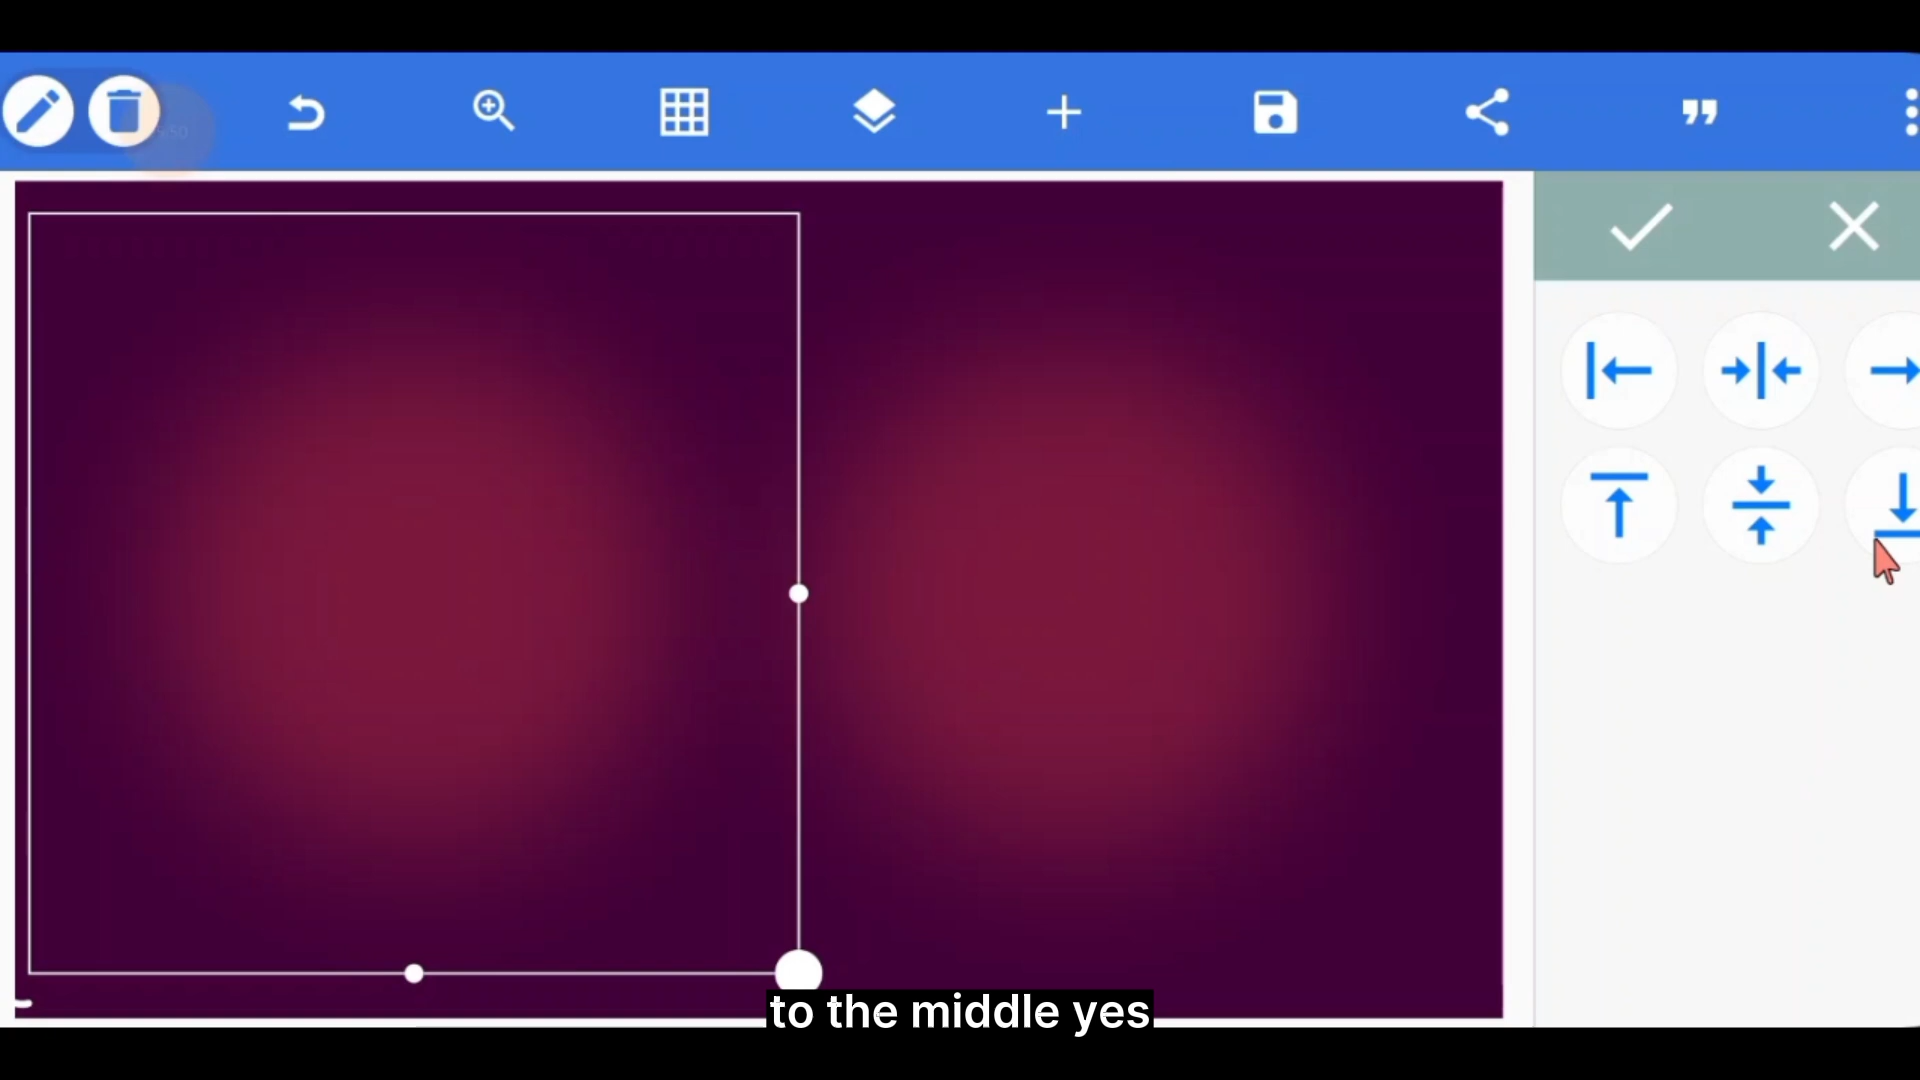 to the middle yes